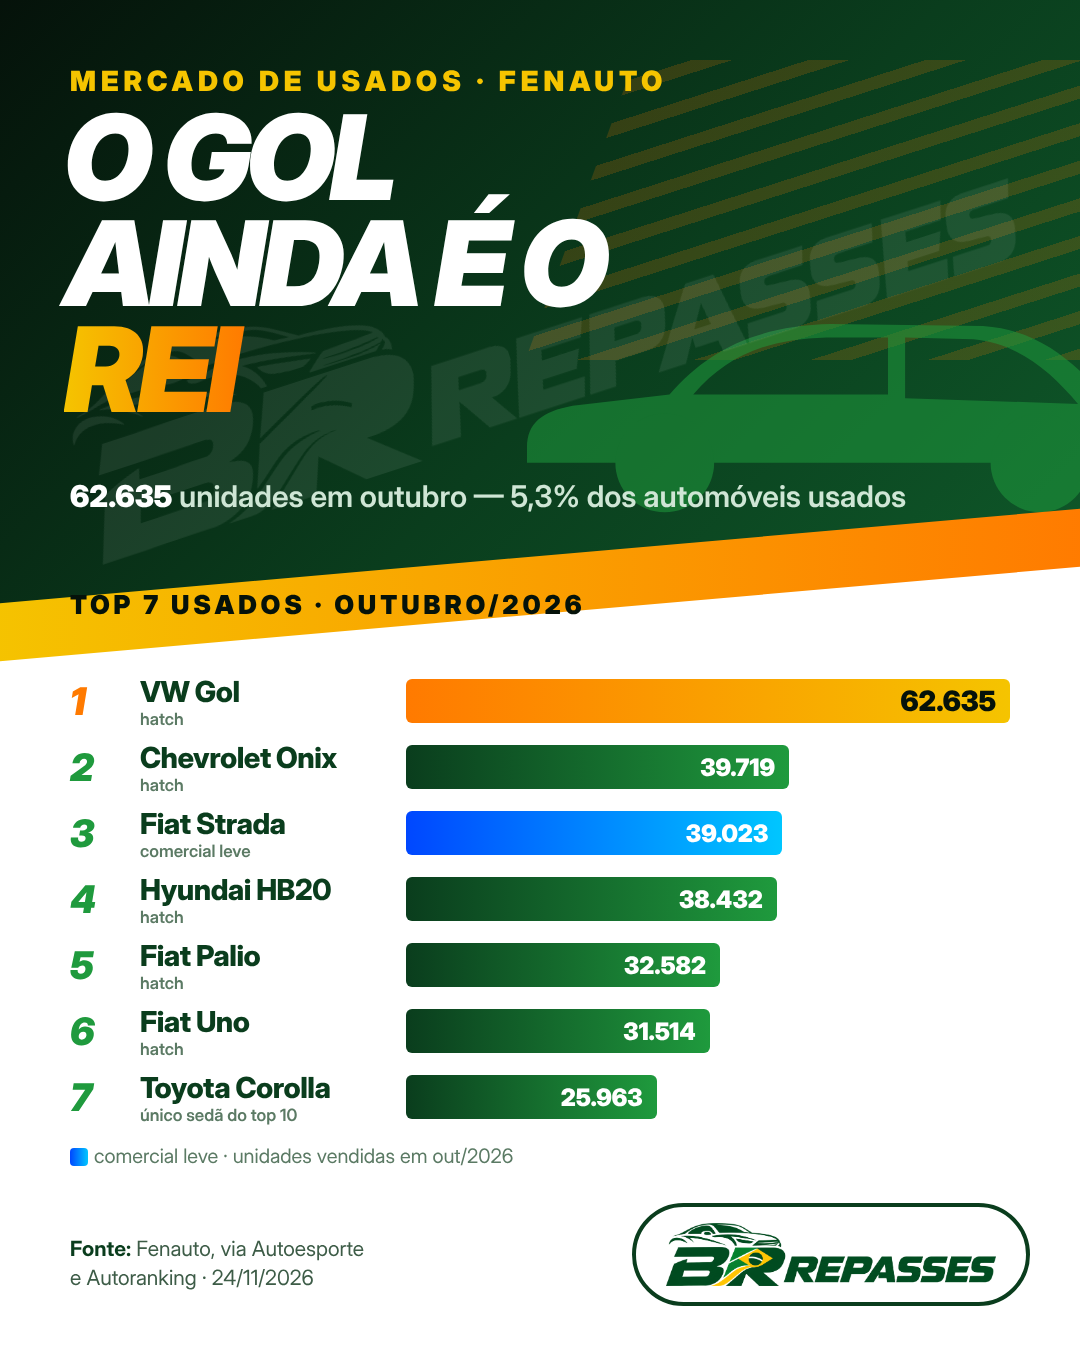 MERCADO DE USADOS · FENAUTO
O GOL
AINDA É O
REI
BR REPASSES
62.635 unidades em outubro — 5,3% dos automóveis usados
TOP 7 USADOS · OUTUBRO/2026
1
VW Gol
hatch
62.635
2
Chevrolet Onix
hatch
39.719
3
Fiat Strada
comercial leve
39.023
4
Hyundai HB20
hatch
38.432
5
Fiat Palio
hatch
32.582
6
Fiat Uno
hatch
31.514
7
Toyota Corolla
único sedã do top 10
25.963
comercial leve · unidades vendidas em out/2026
Fonte: Fenauto, via Autoesporte
e Autoranking · 24/11/2026
BR REPASSES